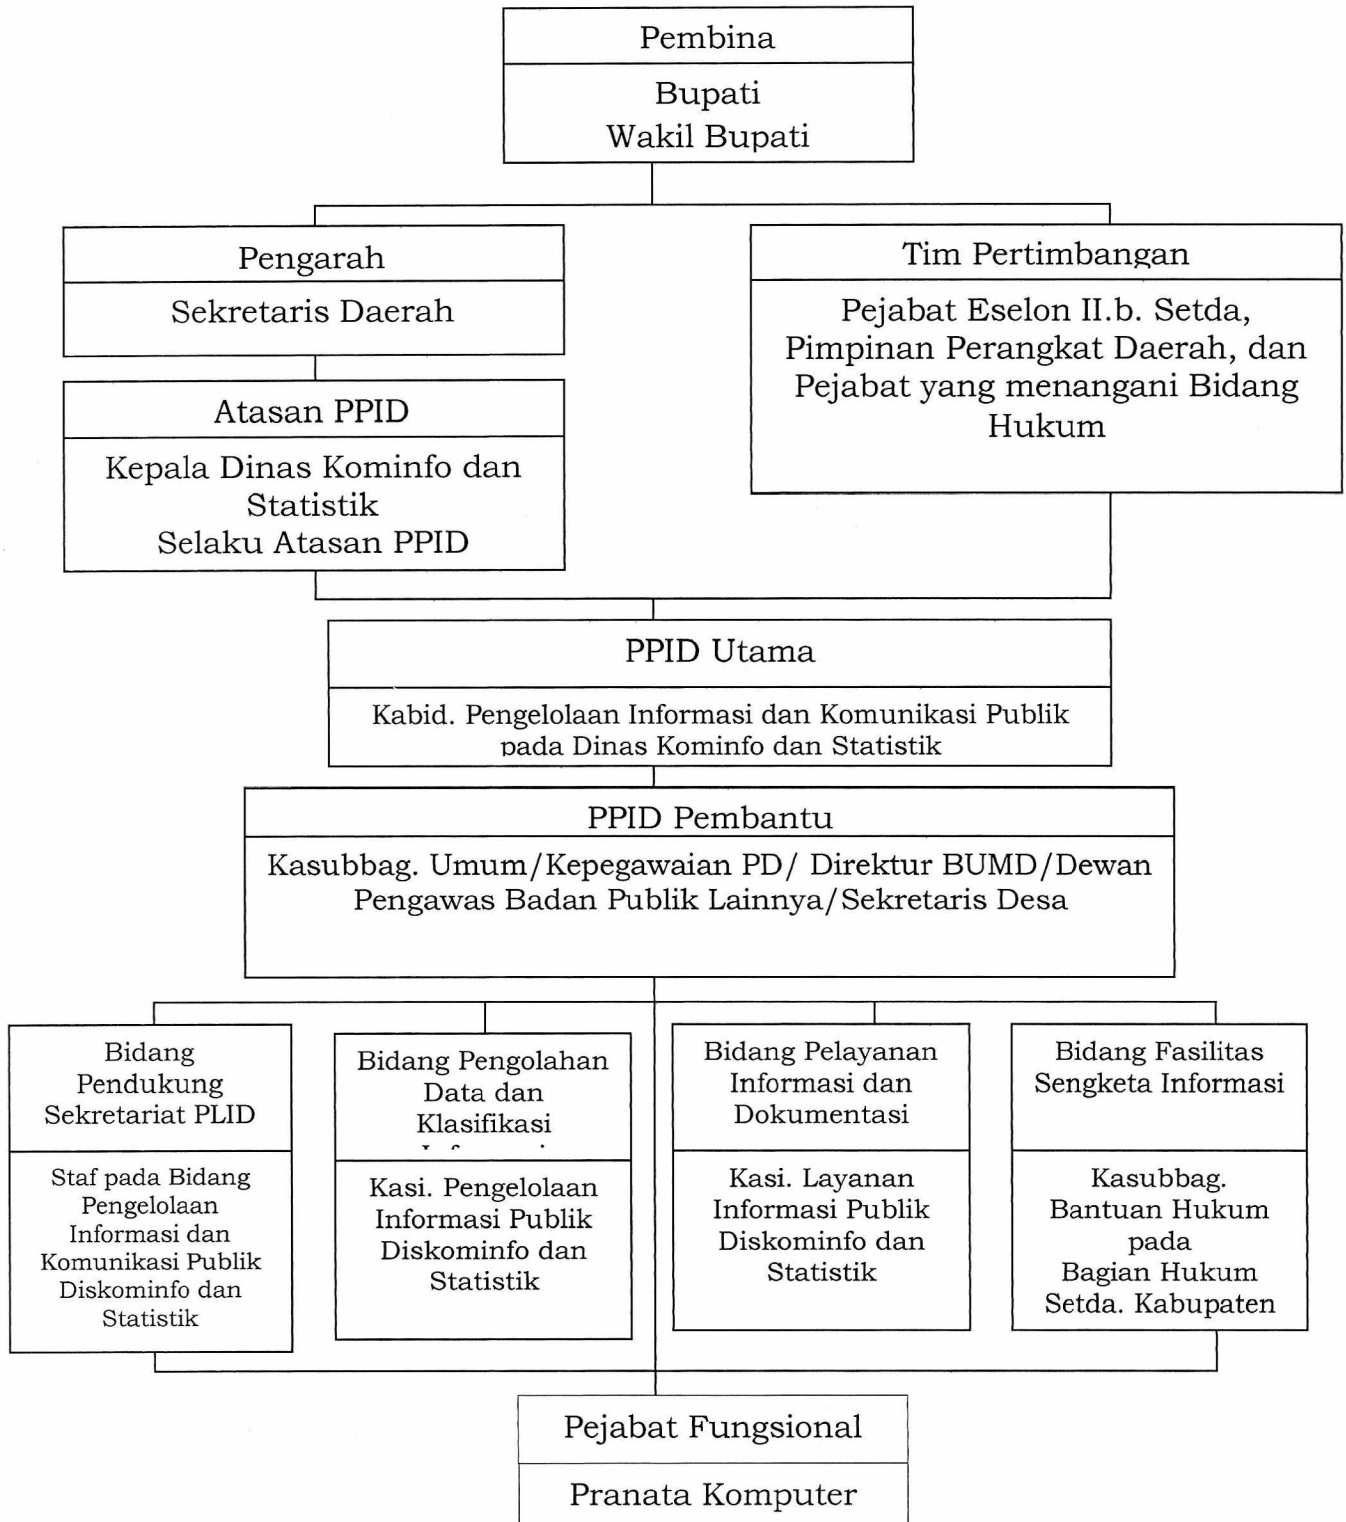 Pembina
Bupati
Wakil Bupati
Pengarah
Sekretaris Daerah
Tim Pertimbangan
Pejabat Eselon II.b. Setda,
Pimpinan Perangkat Daerah, dan
Pejabat yang menangani Bidang
Hukum
Atasan PPID
Kepala Dinas Kominfo dan
Statistik
Selaku Atasan PPID
PPID Utama
Kabid. Pengelolaan Informasi dan Komunikasi Publik
pada Dinas Kominfo dan Statistik
PPID Pembantu
Kasubbag. Umum/Kepegawaian PD/ Direktur BUMD/Dewan
Pengawas Badan Publik Lainnya/Sekretaris Desa
Bidang
Pendukung
Sekretariat PLID
Staf pada Bidang
Pengelolaan
Informasi dan
Komunikasi Publik
Diskominfo dan
Statistik
Bidang Pengolahan
Data dan
Klasifikasi
Kasi. Pengelolaan
Informasi Publik
Diskominfo dan
Statistik
Bidang Pelayanan
Informasi dan
Dokumentasi
Kasi. Layanan
Informasi Publik
Diskominfo dan
Statistik
Bidang Fasilitas
Sengketa Informasi
Kasubbag.
Bantuan Hukum
pada
Bagian Hukum
Setda. Kabupaten
Pejabat Fungsional
Pranata Komputer